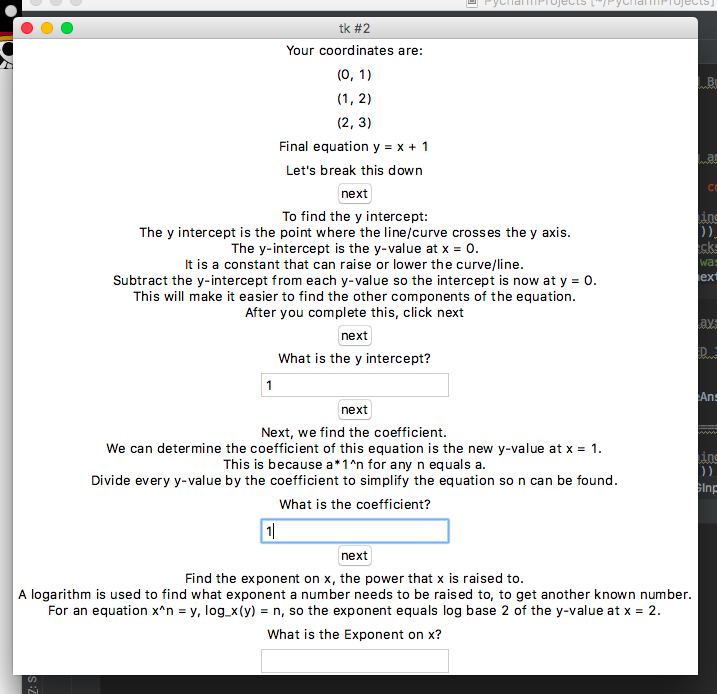 PyCharmProjects [~/PycharmProjects]
tk #2
Your coordinates are:
(0, 1)
(1, 2)
(2, 3)
Final equation y = x + 1
Let's break this down
next
To find the y intercept:
The y intercept is the point where the line/curve crosses the y axis.
The y-intercept is the y-value at x = 0.
It is a constant that can raise or lower the curve/line.
Subtract the y-intercept from each y-value so the intercept is now at y = 0.
This will make it easier to find the other components of the equation.
After you complete this, click next
next
What is the y intercept?
1
next
Next, we find the coefficient.
We can determine the coefficient of this equation is the new y-value at x = 1.
This is because a*1^n for any n equals a.
Divide every y-value by the coefficient to simplify the equation so n can be found.
What is the coefficient?
1
next
Find the exponent on x, the power that x is raised to.
A logarithm is used to find what exponent a number needs to be raised to, to get another known number.
For an equation x^n = y, log_x(y) = n, so the exponent equals log base 2 of the y-value at x = 2.
What is the Exponent on x?